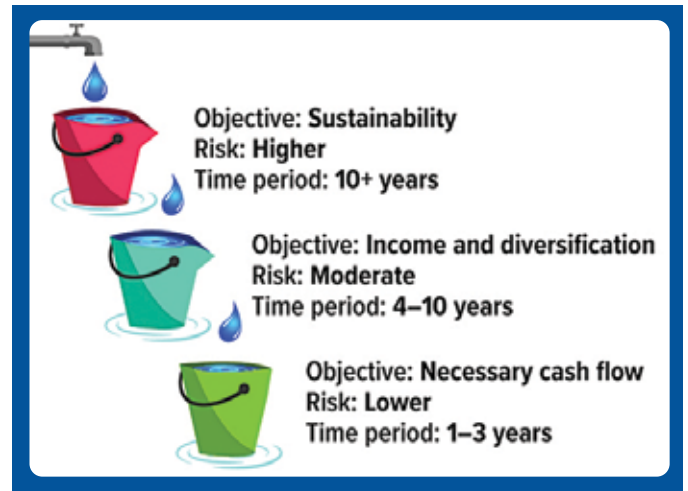 Objective: Sustainability
Risk: Higher
Time period: 10+ years
Objective: Income and diversification
Risk: Moderate
Time period: 4–10 years
Objective: Necessary cash flow
Risk: Lower
Time period: 1–3 years